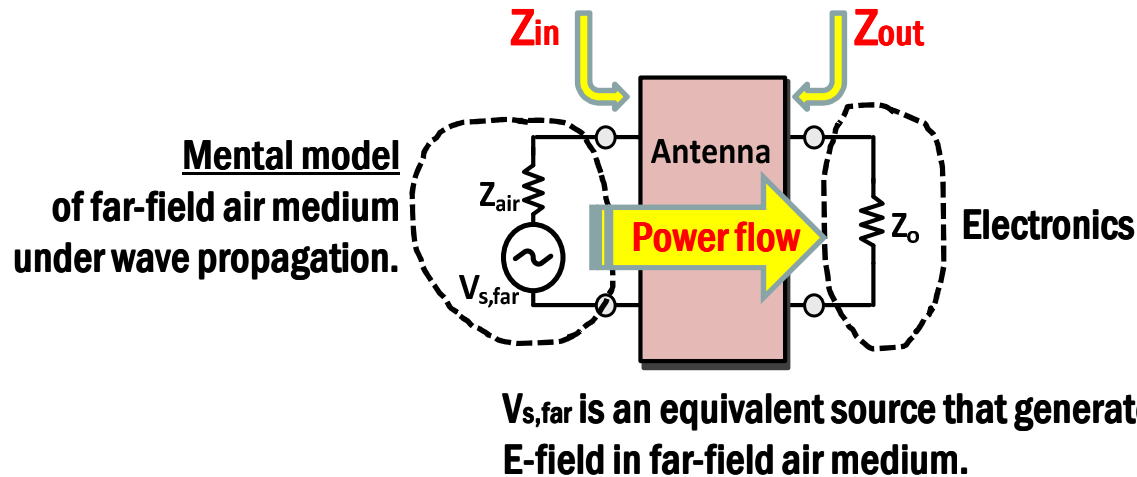 Zin
Zout
Mental model
of far-field air medium
under wave propagation.
Zair
Vs,far
Antenna
Power flow
Zo
Electronics
Vs,far is an equivalent source that generat
E-field in far-field air medium.